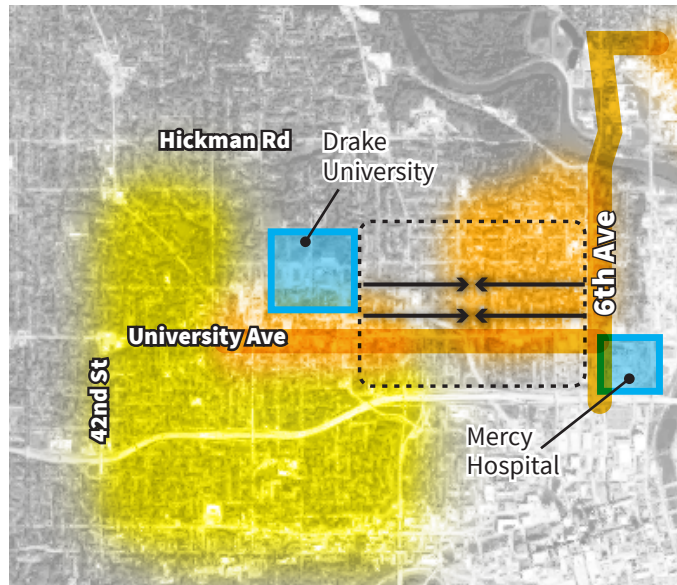 Hickman Rd
Drake
University
6th Ave
University Ave
42nd St
Mercy
Hospital